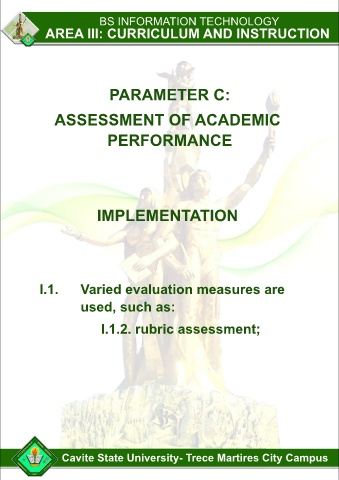 BS INFORMATION TECHNOLOGY
AREA III: CURRICULUM AND INSTRUCTION
PARAMETER C:
ASSESSMENT OF ACADEMIC
PERFORMANCE
IMPLEMENTATION
I.1. Varied evaluation measures are
used, such as:
I.1.2. rubric assessment;
Cavite State University- Trece Martires City Campus